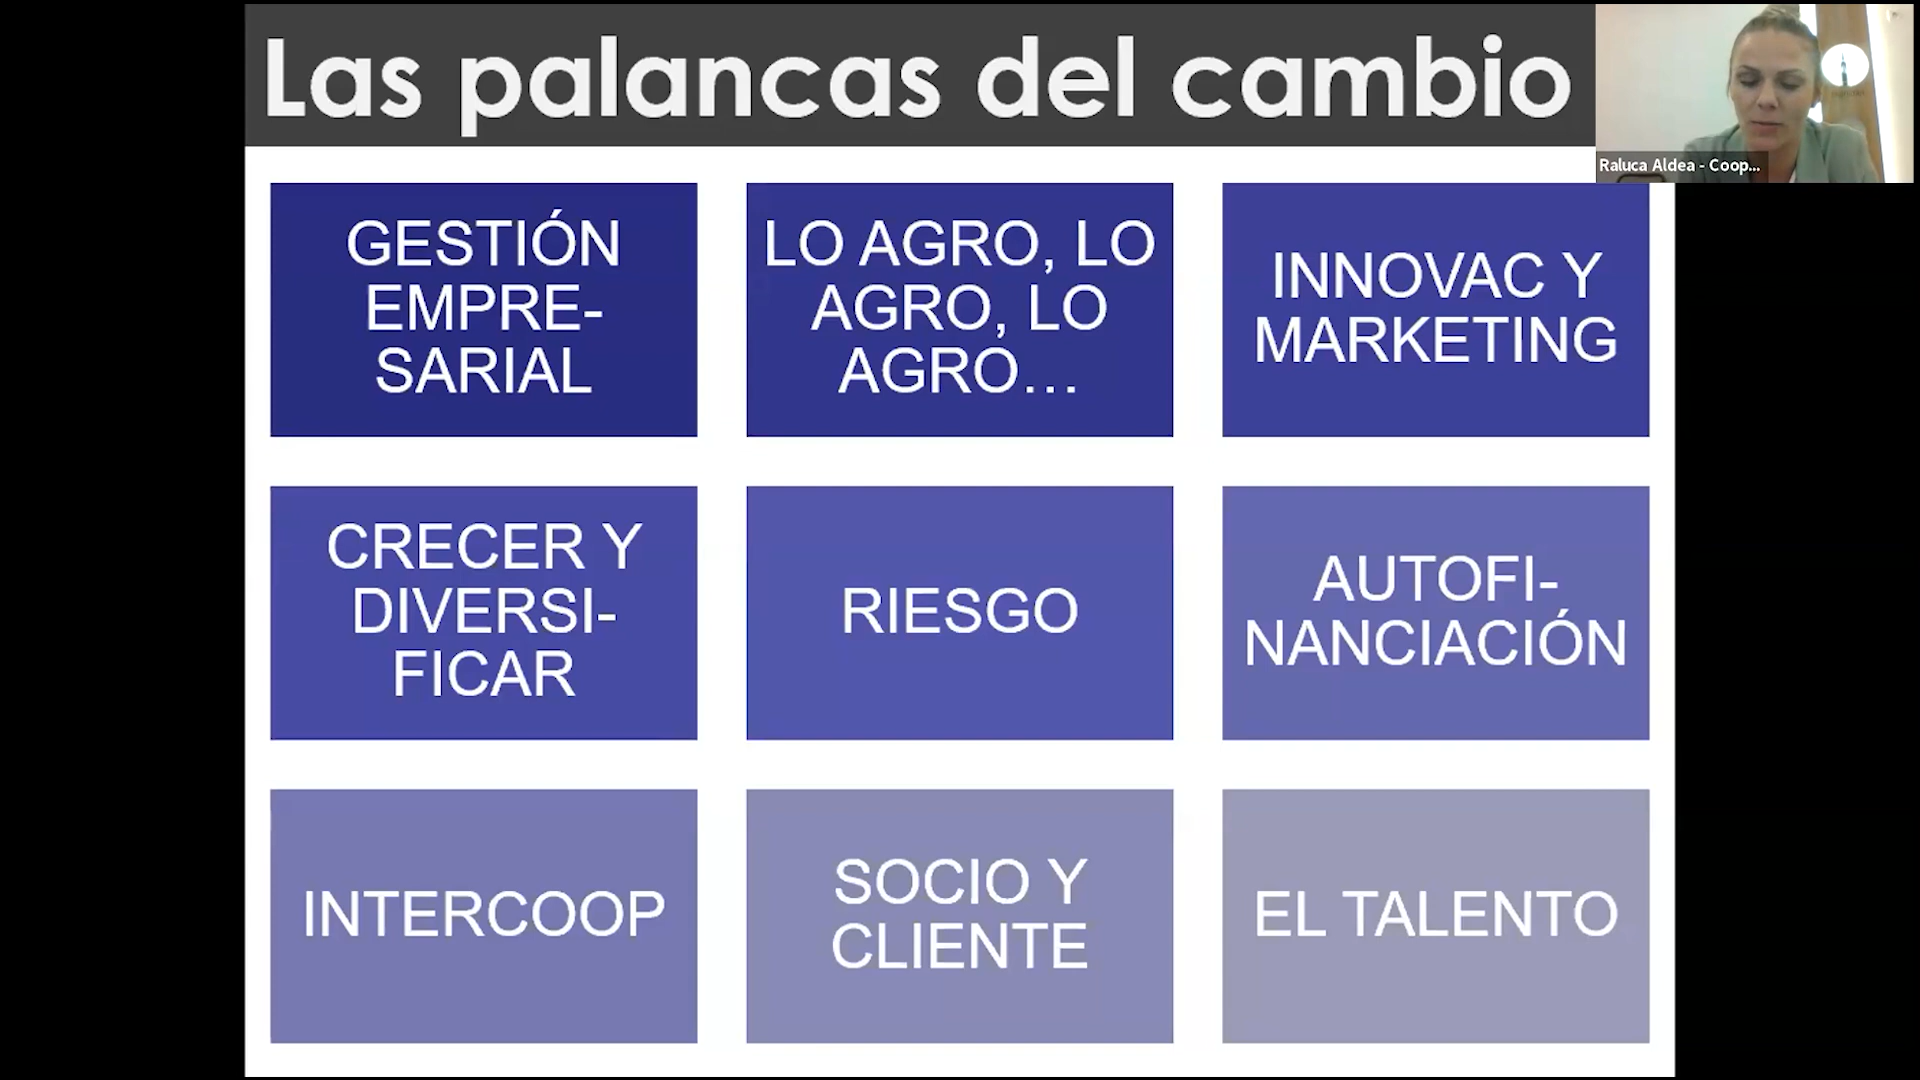 Las palancas del cambio
Raluca Aldea - Coop...
GESTIÓN
EMPRE-
SARIAL
LO AGRO, LO
AGRO, LO
AGRO...
INNOVAC Y
MARKETING
CRECER Y
DIVERSI-
FICAR
RIESGO
AUTOFI-
NANCIACIÓN
INTERCOOP
SOCIO Y
CLIENTE
EL TALENTO